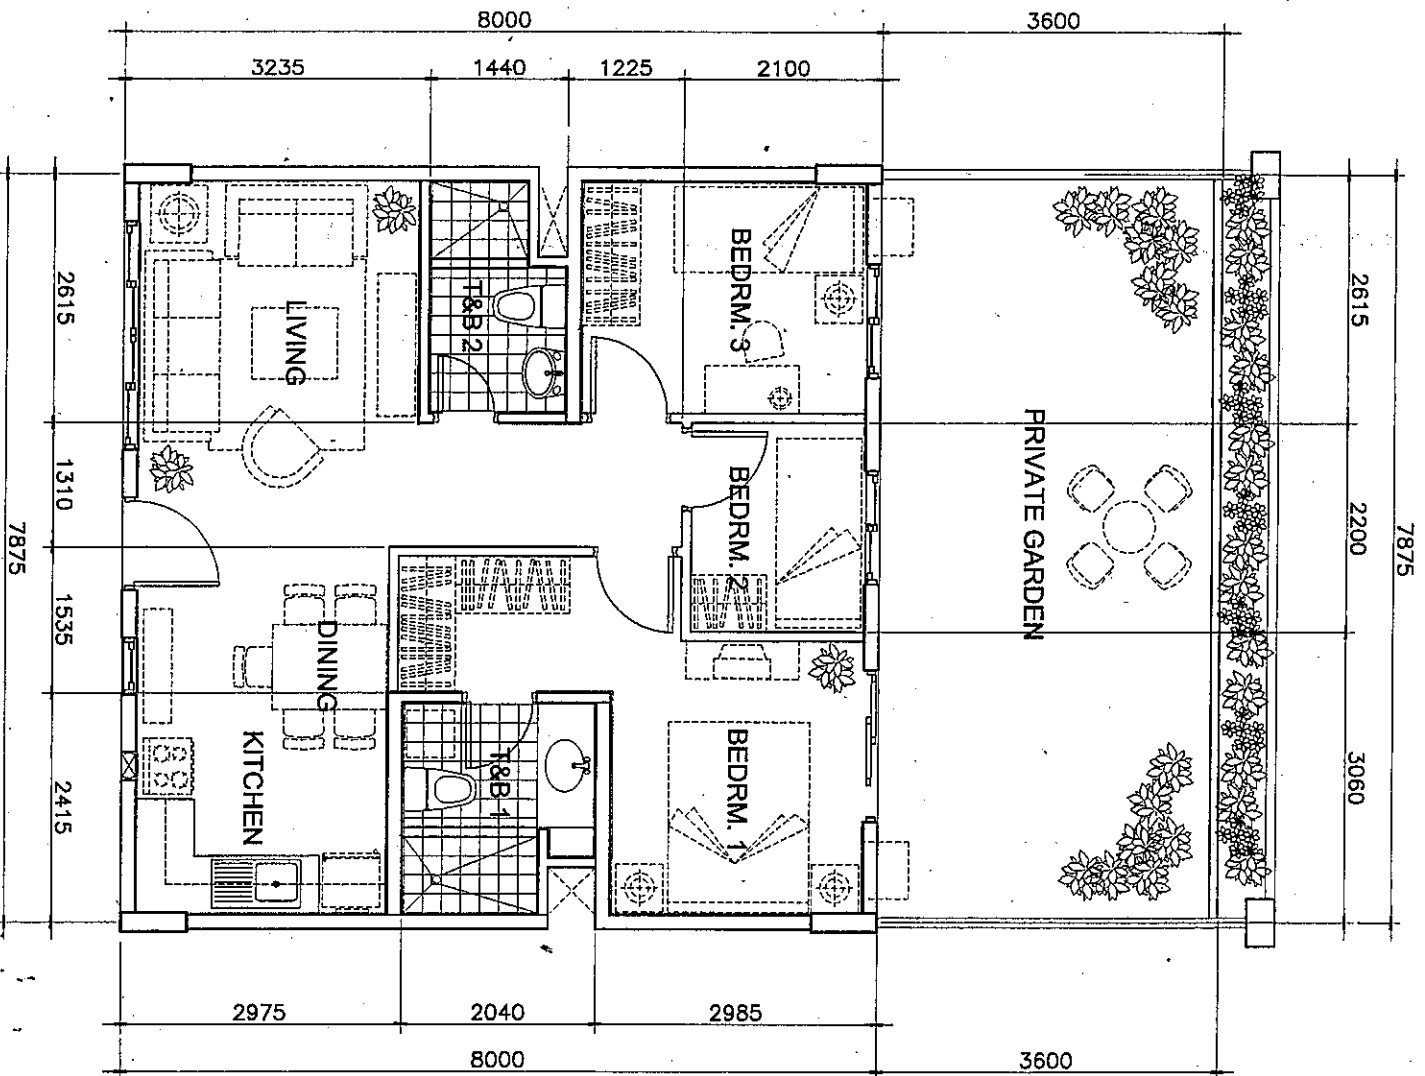 8000
3600
3235
1440
1225
2100
2615
1310
1535
2415
7875
LIVING
T&B 2
BEDRM. 3
BEDRM. 2
DINING
KITCHEN
T&B 1
BEDRM. 1
PRIVATE GARDEN
2615
2200
3060
7875
2975
2040
2985
8000
3600